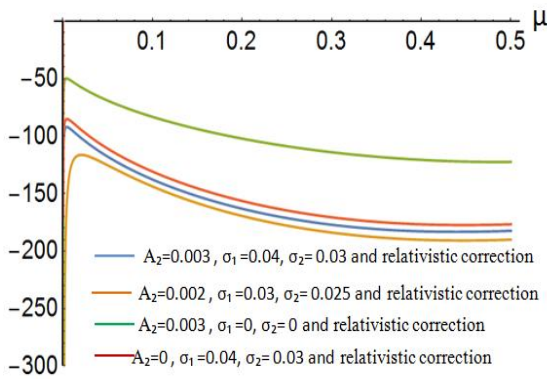 μ
0.1 0.2 0.3 0.4 0.5
−50
−100
−150
−200
−250
−300
A₂=0.003 , σ₁=0.04, σ₂= 0.03 and relativistic correction
A₂=0.002 , σ₁=0.03, σ₂= 0.025 and relativistic correction
A₂=0.003 , σ₁=0, σ₂= 0 and relativistic correction
A₂=0, σ₁=0.04, σ₂= 0.03 and relativistic correction